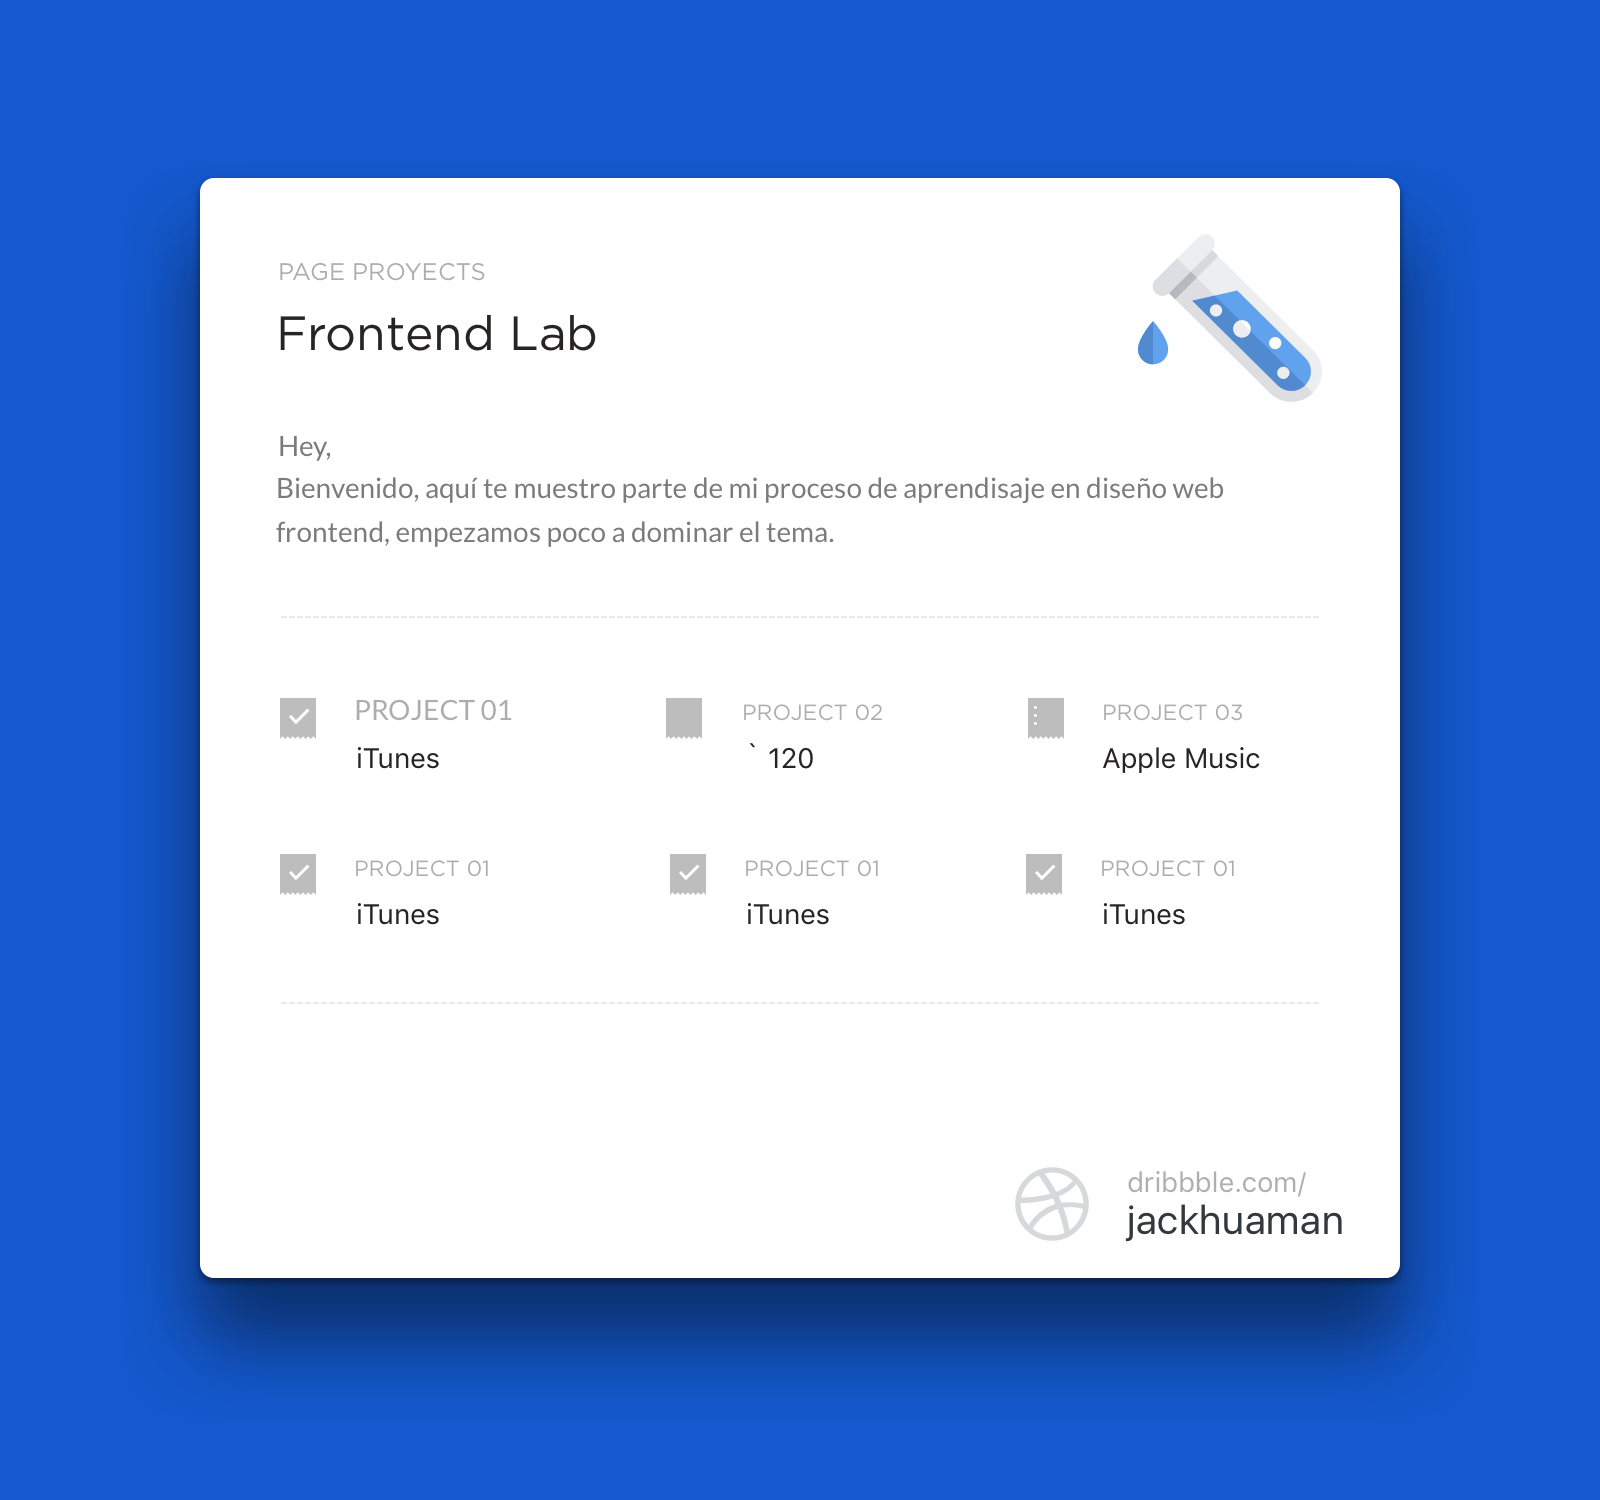 PAGE PROYECTS
Frontend Lab
Hey,
Bienvenido, aquí te muestro parte de mi proceso de aprendisaje en diseño web
frontend, empezamos poco a dominar el tema.
PROJECT 01
iTunes
PROJECT 02
` 120
PROJECT 03
Apple Music
PROJECT 01
iTunes
PROJECT 01
iTunes
PROJECT 01
iTunes
dribbble.com/
jackhuaman